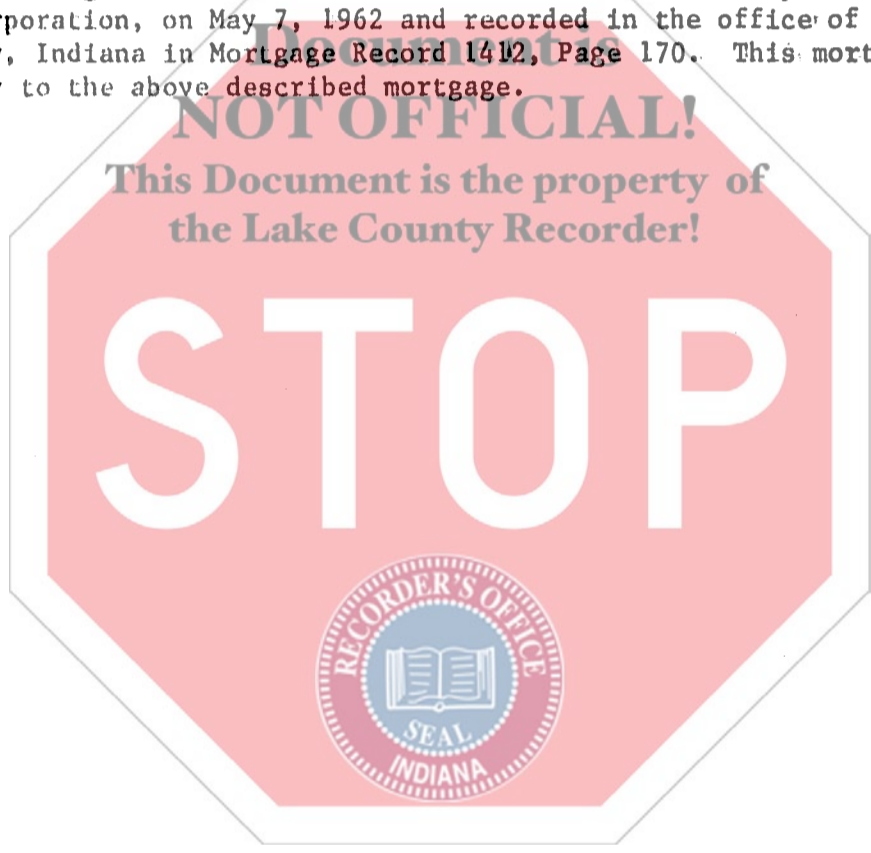 poration, on May 7, 1962 and recorded in the office of
, Indiana in Mortgage Record 1412, Page 170. This mort
to the above described mortgage.
Document is
NOT OFFICIAL!
This Document is the property of
the Lake County Recorder!
STOP
RECORDER'S OFFICE
SEAL
INDIANA